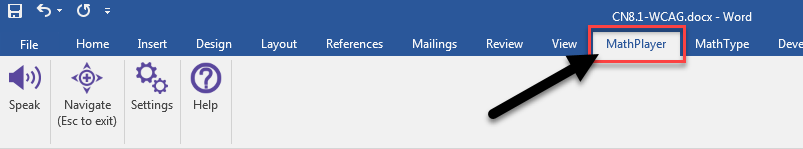 CN8.1-WCAG.docx - Word
File Home Insert Design Layout References Mailings Review View MathPlayer MathType Deve
Speak Navigate Settings Help
(Esc to exit)